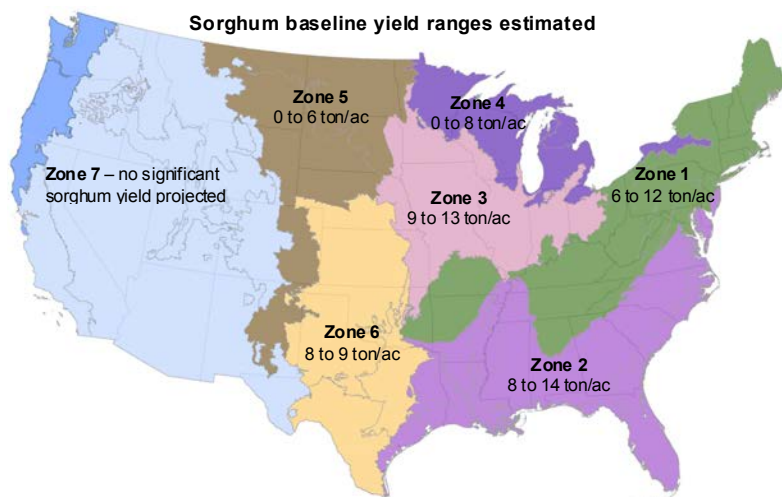 Sorghum baseline yield ranges estimated
Zone 5
0 to 6 ton/ac
Zone 4
0 to 8 ton/ac
Zone 7 – no significant
sorghum yield projected
Zone 3
9 to 13 ton/ac
Zone 1
6 to 12 ton/ac
Zone 6
8 to 9 ton/ac
Zone 2
8 to 14 ton/ac